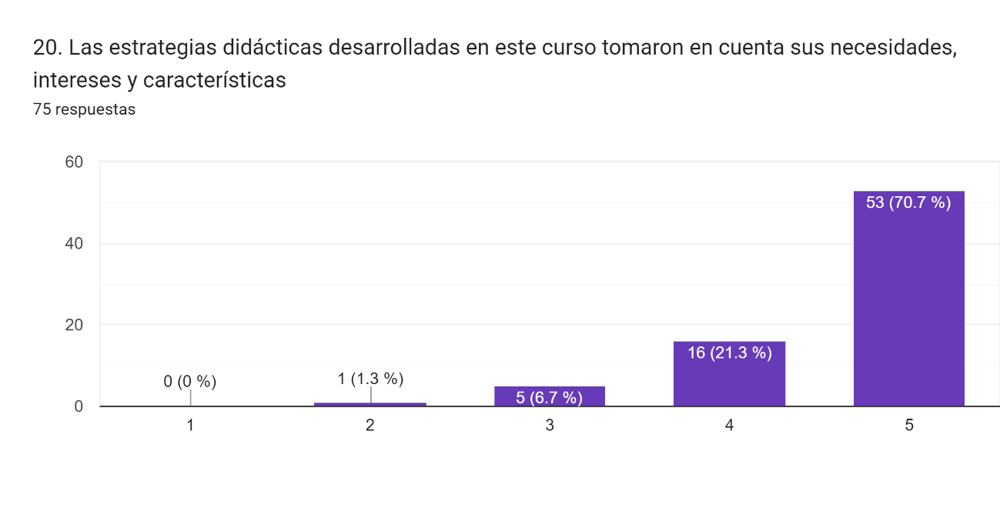 20. Las estrategias didácticas desarrolladas en este curso tomaron en cuenta sus necesidades,
intereses y características
75 respuestas
60
40
20
0
0 (0 %)
1 (1.3 %)
5 (6.7 %)
16 (21.3 %)
53 (70.7 %)
1
2
3
4
5